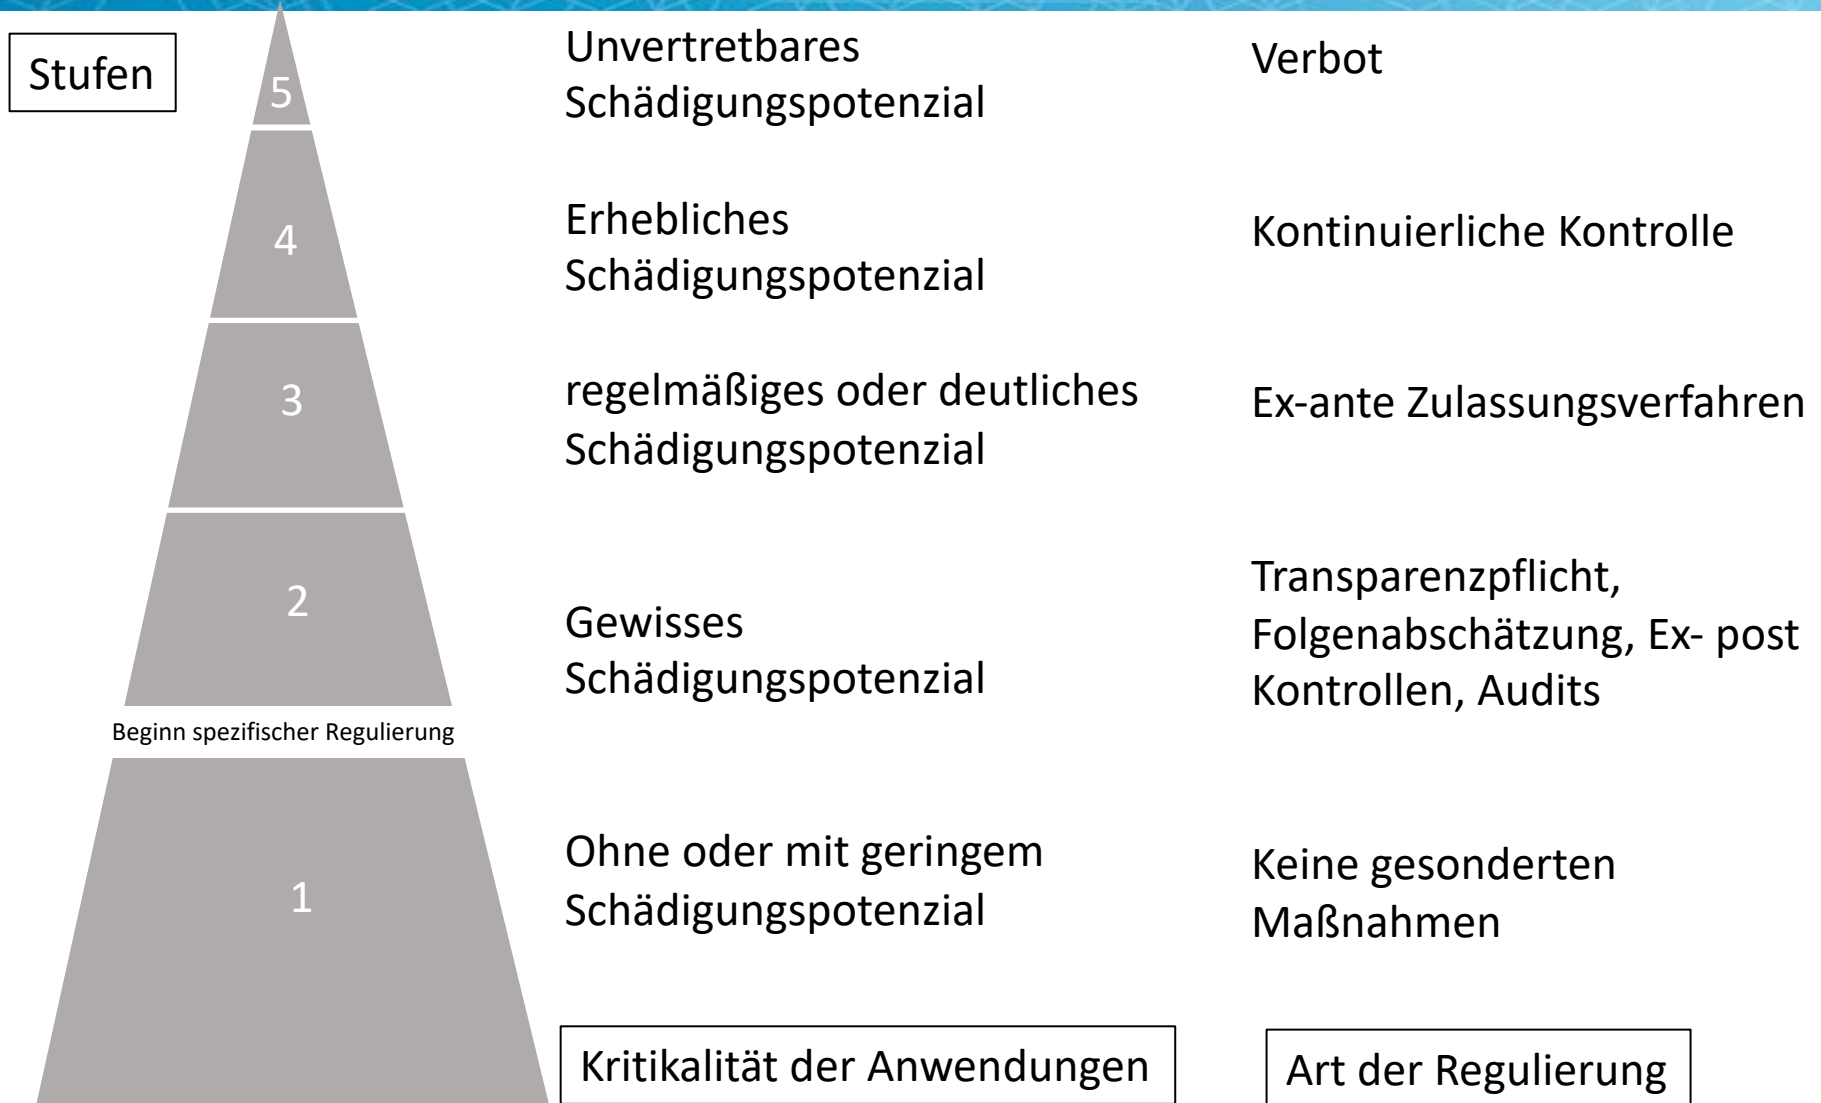 Stufen
5
Unvertretbares
Schädigungspotenzial
Verbot
4
Erhebliches
Schädigungspotenzial
Kontinuierliche Kontrolle
3
regelmäßiges oder deutliches
Schädigungspotenzial
Ex-ante Zulassungsverfahren
2
Gewisses
Schädigungspotenzial
Transparenzpflicht,
Folgenabschätzung, Ex- post
Kontrollen, Audits
Beginn spezifischer Regulierung
1
Ohne oder mit geringem
Schädigungspotenzial
Keine gesonderten
Maßnahmen
Kritikalität der Anwendungen
Art der Regulierung